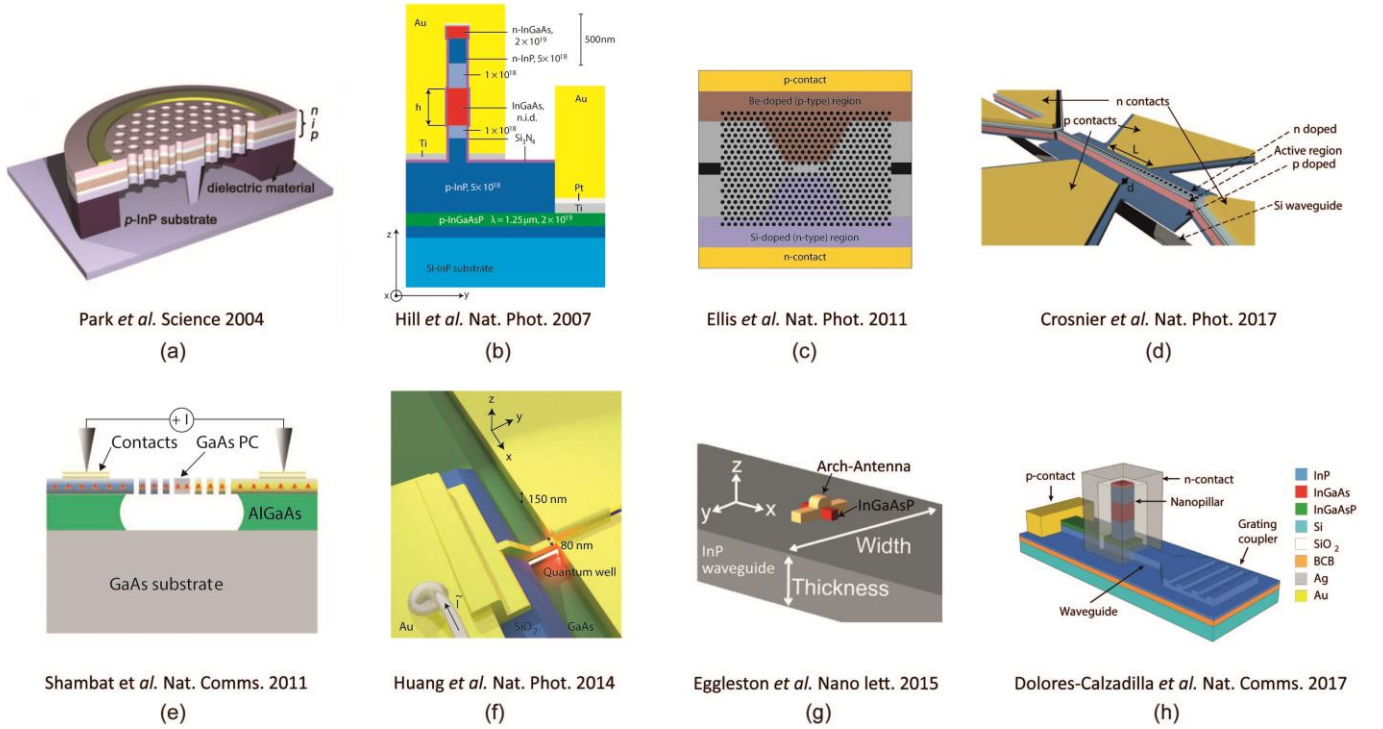 n
i
p
dielectric material
p-InP substrate
Park et al. Science 2004
(a)
Au
n-InGaAs,
2×10¹⁹
500nm
n-InP, 5×10¹⁸
1×10¹⁸
h
InGaAs,
n.i.d.
Au
1×10¹⁸
Si₃N₄
Ti
p-InP, 5×10¹⁸
Pt
Ti
p-InGaAsP λ = 1.25μm, 2×10¹⁹
z
SI-InP substrate
x
y
Hill et al. Nat. Phot. 2007
(b)
p-contact
Be-doped (p-type) region
Si-doped (n-type) region
n-contact
Ellis et al. Nat. Phot. 2011
(c)
n contacts
p contacts
L
d
n doped
Active region
p doped
Si waveguide
Crosnier et al. Nat. Phot. 2017
(d)
+ I
Contacts
GaAs PC
AlGaAs
GaAs substrate
Shambat et al. Nat. Comms. 2011
(e)
z
y
x
150 nm
80 nm
Quantum well
Ĩ
Au
SiO₂
GaAs
Huang et al. Nat. Phot. 2014
(f)
Arch-Antenna
z
y
x
InGaAsP
Width
InP
waveguide
Thickness
Eggleston et al. Nano lett. 2015
(g)
p-contact
n-contact
Nanopillar
Grating
coupler
Waveguide
InP
InGaAs
InGaAsP
Si
SiO₂
BCB
Ag
Au
Dolores-Calzadilla et al. Nat. Comms. 2017
(h)